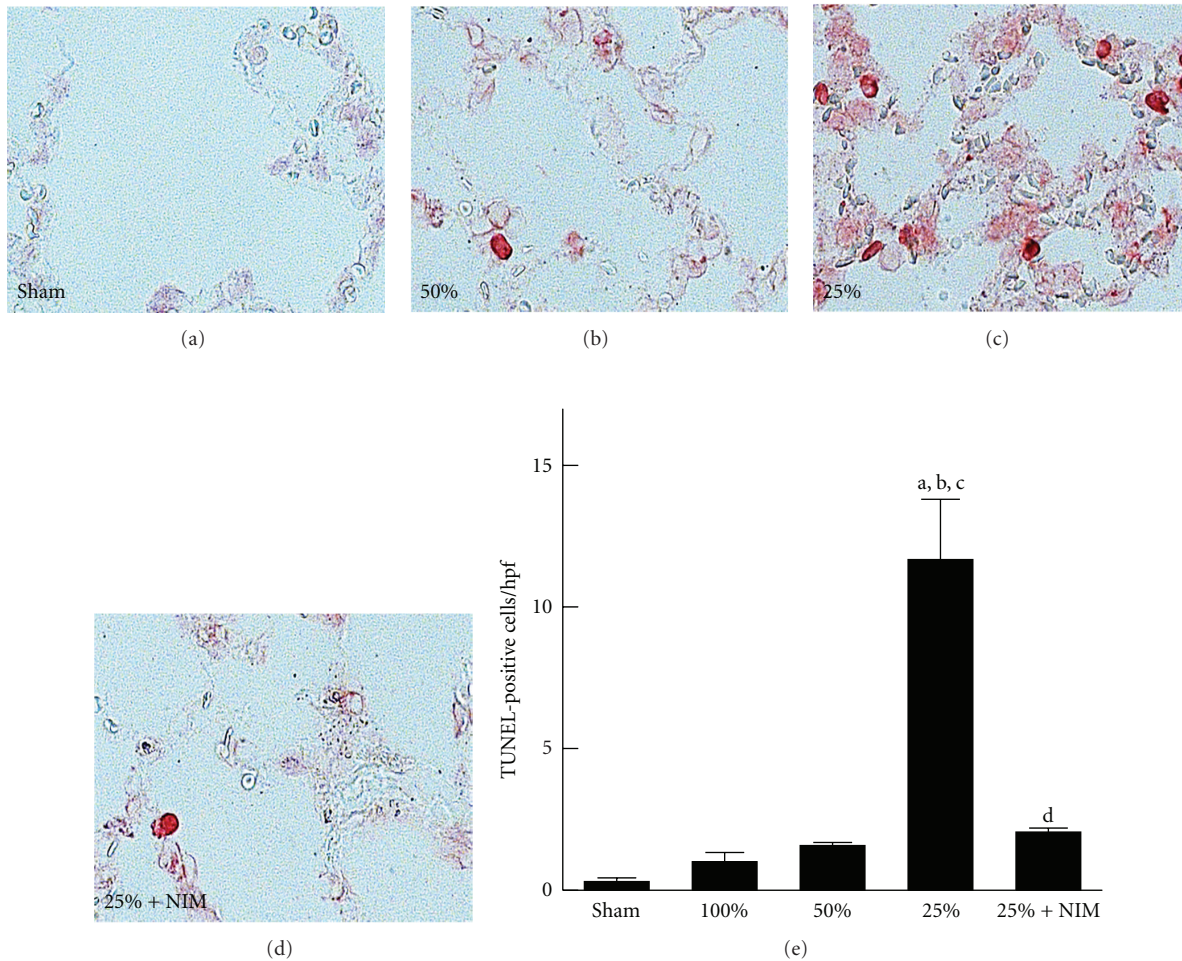 Sham
50%
25%
(a)
(b)
(c)
25% + NIM
(d)
TUNEL-positive cells/hpf
15
10
5
0
a, b, c
d
Sham 100% 50% 25% 25% + NIM
(e)